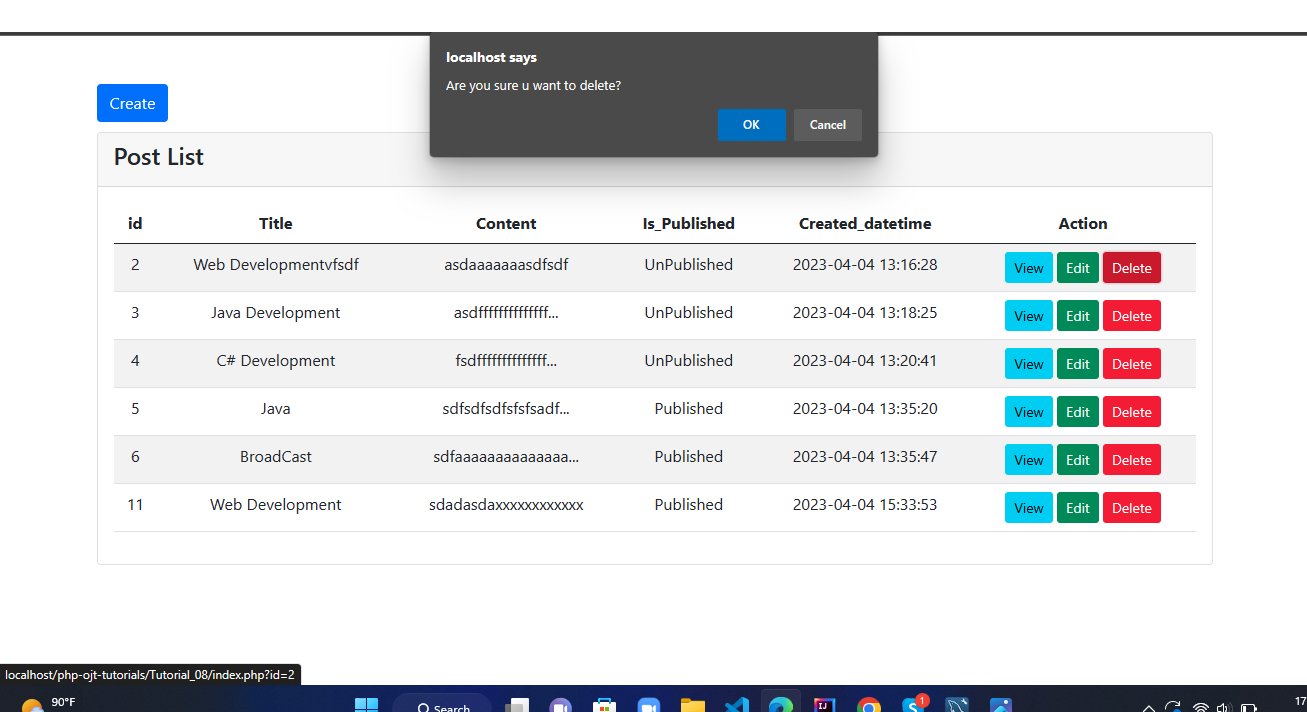 localhost says
Are you sure u want to delete?
OK Cancel
Create
Post List
id Title Content Is_Published Created_datetime Action
2 Web Developmentvfsdf asdaaaaaaasdfsdf UnPublished 2023-04-04 13:16:28 View Edit Delete
3 Java Development asdffffffffffffff... UnPublished 2023-04-04 13:18:25 View Edit Delete
4 C# Development fsdffffffffffffff... UnPublished 2023-04-04 13:20:41 View Edit Delete
5 Java sdfsdfsdfsfsfsadf... Published 2023-04-04 13:35:20 View Edit Delete
6 BroadCast sdfaaaaaaaaaaaaaa... Published 2023-04-04 13:35:47 View Edit Delete
11 Web Development sdadasdaxxxxxxxxxxxx Published 2023-04-04 15:33:53 View Edit Delete
localhost/php-ojt-tutorials/Tutorial_08/index.php?id=2
90°F Search IJ S 1 17